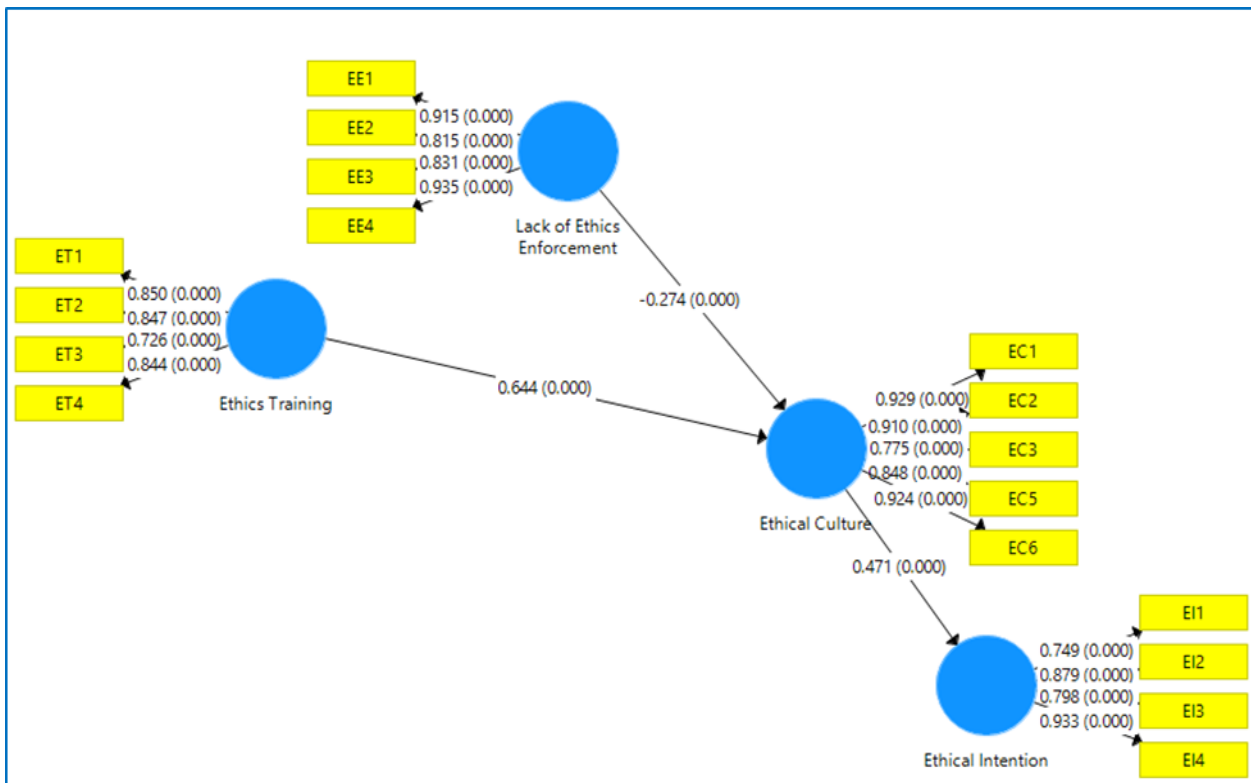 EE1
EE2
EE3
EE4
0.915 (0.000)
0.815 (0.000)
0.831 (0.000)
0.935 (0.000)
Lack of Ethics
Enforcement
ET1
ET2
ET3
ET4
0.850 (0.000)
0.847 (0.000)
0.726 (0.000)
0.844 (0.000)
Ethics Training
-0.274 (0.000)
0.644 (0.000)
EC1
EC2
EC3
EC5
EC6
0.929 (0.000)
0.910 (0.000)
0.775 (0.000)
0.848 (0.000)
0.924 (0.000)
Ethical Culture
0.471 (0.000)
EI1
EI2
EI3
EI4
0.749 (0.000)
0.879 (0.000)
0.798 (0.000)
0.933 (0.000)
Ethical Intention